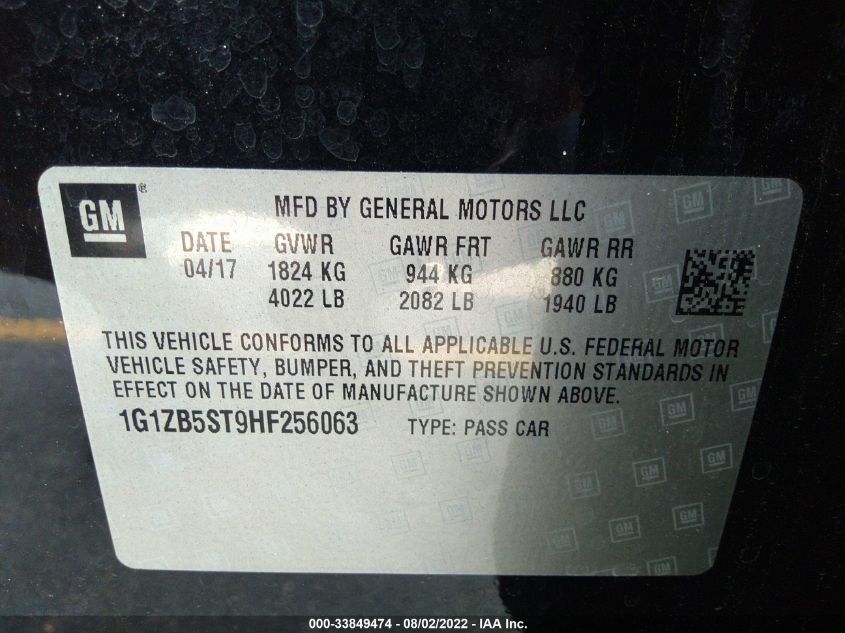 GM®
MFD BY GENERAL MOTORS LLC
DATE GVWR GAWR FRT GAWR RR
04/17 1824 KG 944 KG 880 KG
4022 LB 2082 LB 1940 LB
THIS VEHICLE CONFORMS TO ALL APPLICABLE U.S. FEDERAL MOTOR
VEHICLE SAFETY, BUMPER, AND THEFT PREVENTION STANDARDS IN
EFFECT ON THE DATE OF MANUFACTURE SHOWN ABOVE.
1G1ZB5ST9HF256063 TYPE: PASS CAR
000-33849474 — 08/02/2022 — IAA Inc.